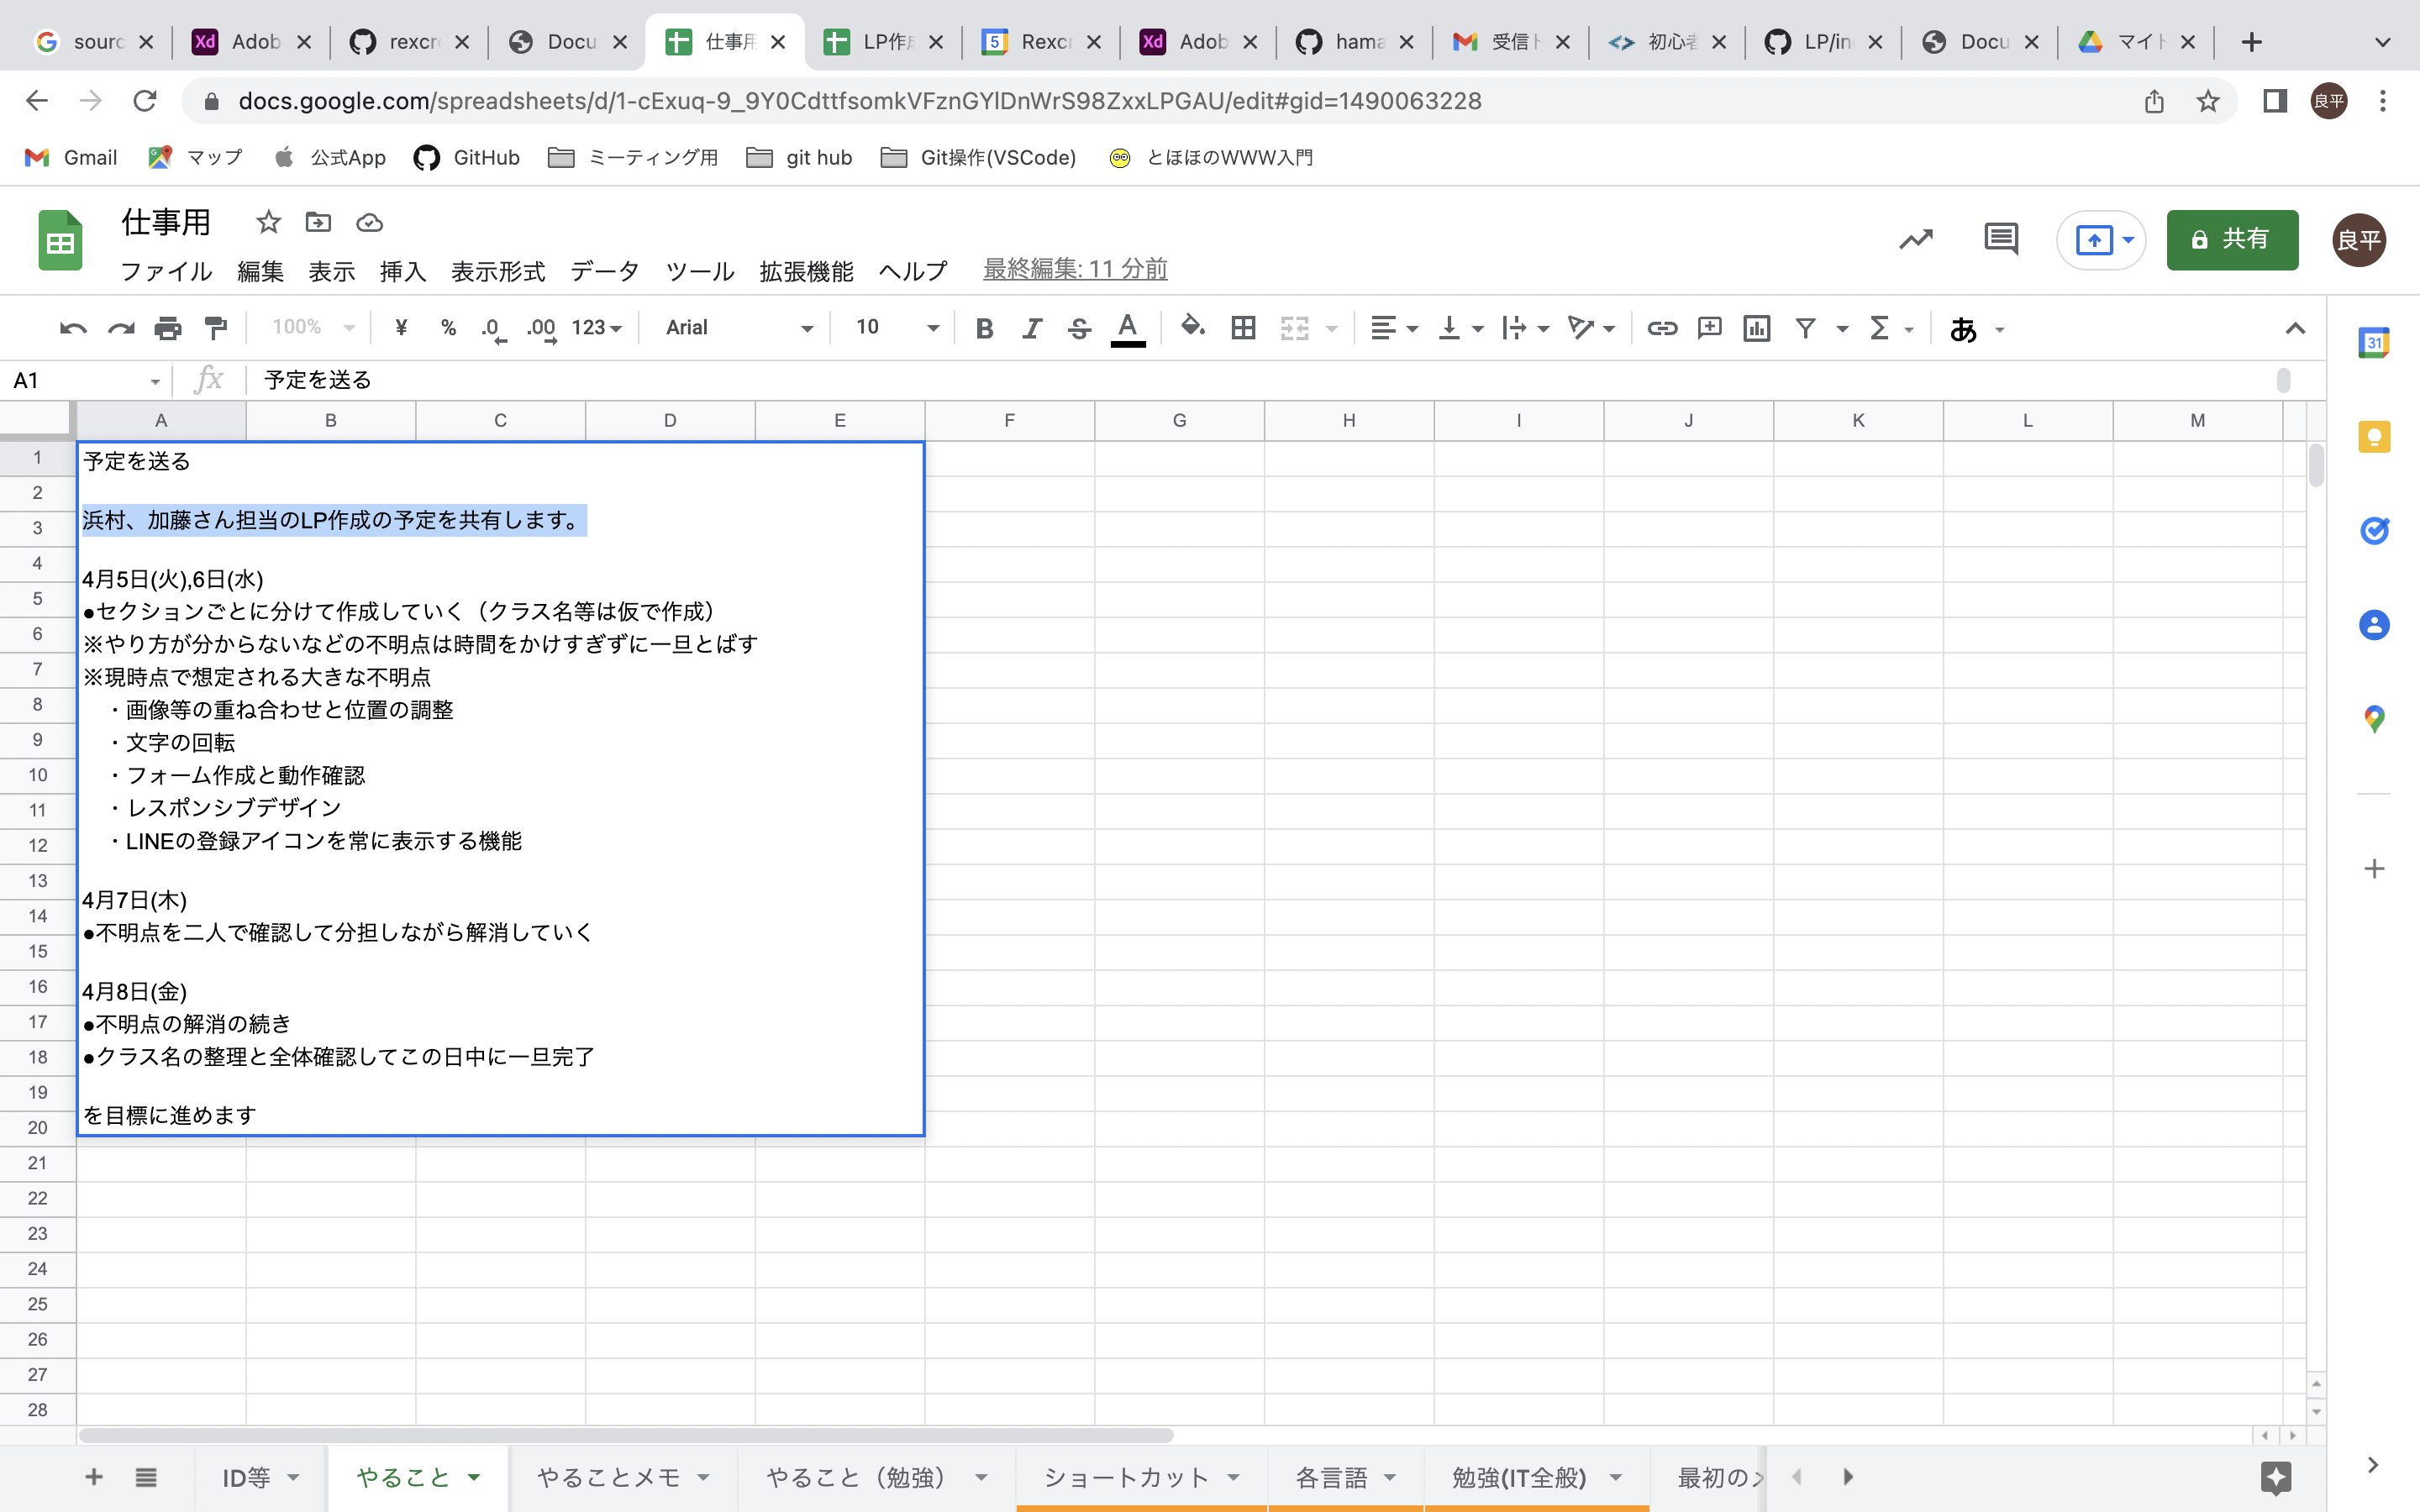 sourc
Adob
rexcr
Docu
仕事用
LP作
Rexcr
Adob
hama
受信ト
初心者
LP/in
Docu
マイド
docs.google.com/spreadsheets/d/1-cExuq-9_9Y0CdttfsomkVFznGYlDnWrS98ZxxLPGAU/edit#gid=1490063228
良平
Gmail
マップ
公式App
GitHub
ミーティング用
git hub
Git操作(VSCode)
とほほのWWW入門
仕事用
共有
良平
ファイル 編集 表示 挿入 表示形式 データ ツール 拡張機能 ヘルプ 最終編集: 11 分前
100% ¥ % .0 .00 123 Arial 10 B I S A Σ あ
31
A1 fx 予定を送る
A B C D E F G H I J K L M
1
2
3
4
5
6
7
8
9
10
11
12
13
14
15
16
17
18
19
20
21
22
23
24
25
26
27
28
予定を送る
浜村、加藤さん担当のLP作成の予定を共有します。
4月5日(火),6日(水)
●セクションごとに分けて作成していく（クラス名等は仮で作成）
※やり方が分からないなどの不明点は時間をかけすぎずに一旦とばす
※現時点で想定される大きな不明点
・画像等の重ね合わせと位置の調整
・文字の回転
・フォーム作成と動作確認
・レスポンシブデザイン
・LINEの登録アイコンを常に表示する機能
4月7日(木)
●不明点を二人で確認して分担しながら解消していく
4月8日(金)
●不明点の解消の続き
●クラス名の整理と全体確認してこの日中に一旦完了
を目標に進めます
ID等
やること
やることメモ
やること（勉強）
ショートカット
各言語
勉強(IT全般)
最初のメ